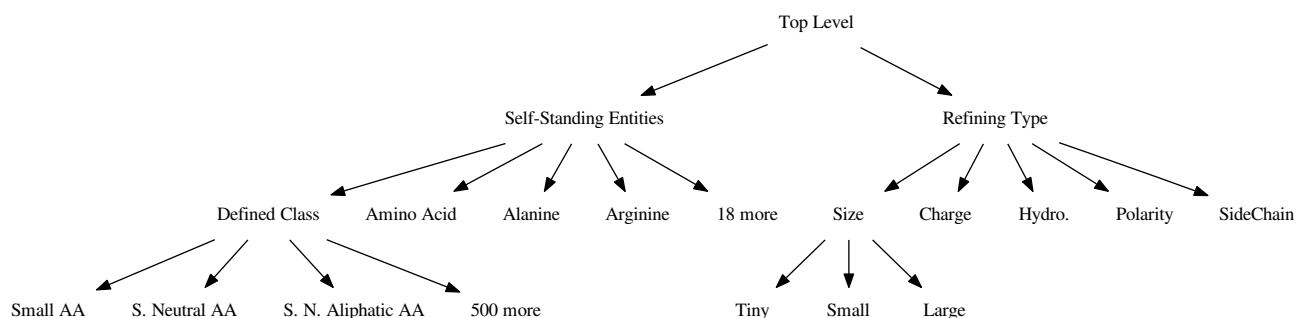 Top Level
Self-Standing Entities
Refining Type
Defined Class
Amino Acid
Alanine
Arginine
18 more
Size
Charge
Hydro.
Polarity
SideChain
Small AA
S. Neutral AA
S. N. Aliphatic AA
500 more
Tiny
Small
Large